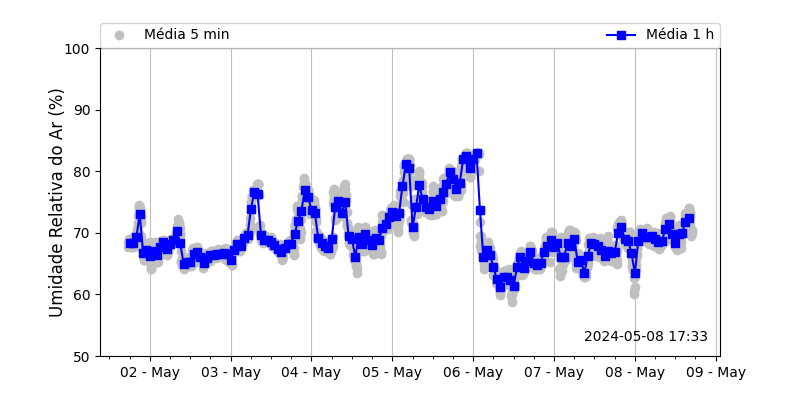 Média 5 min
Média 1 h
Umidade Relativa do Ar (%)
100
90
80
70
60
50
2024-05-08 17:33
02 - May
03 - May
04 - May
05 - May
06 - May
07 - May
08 - May
09 - May